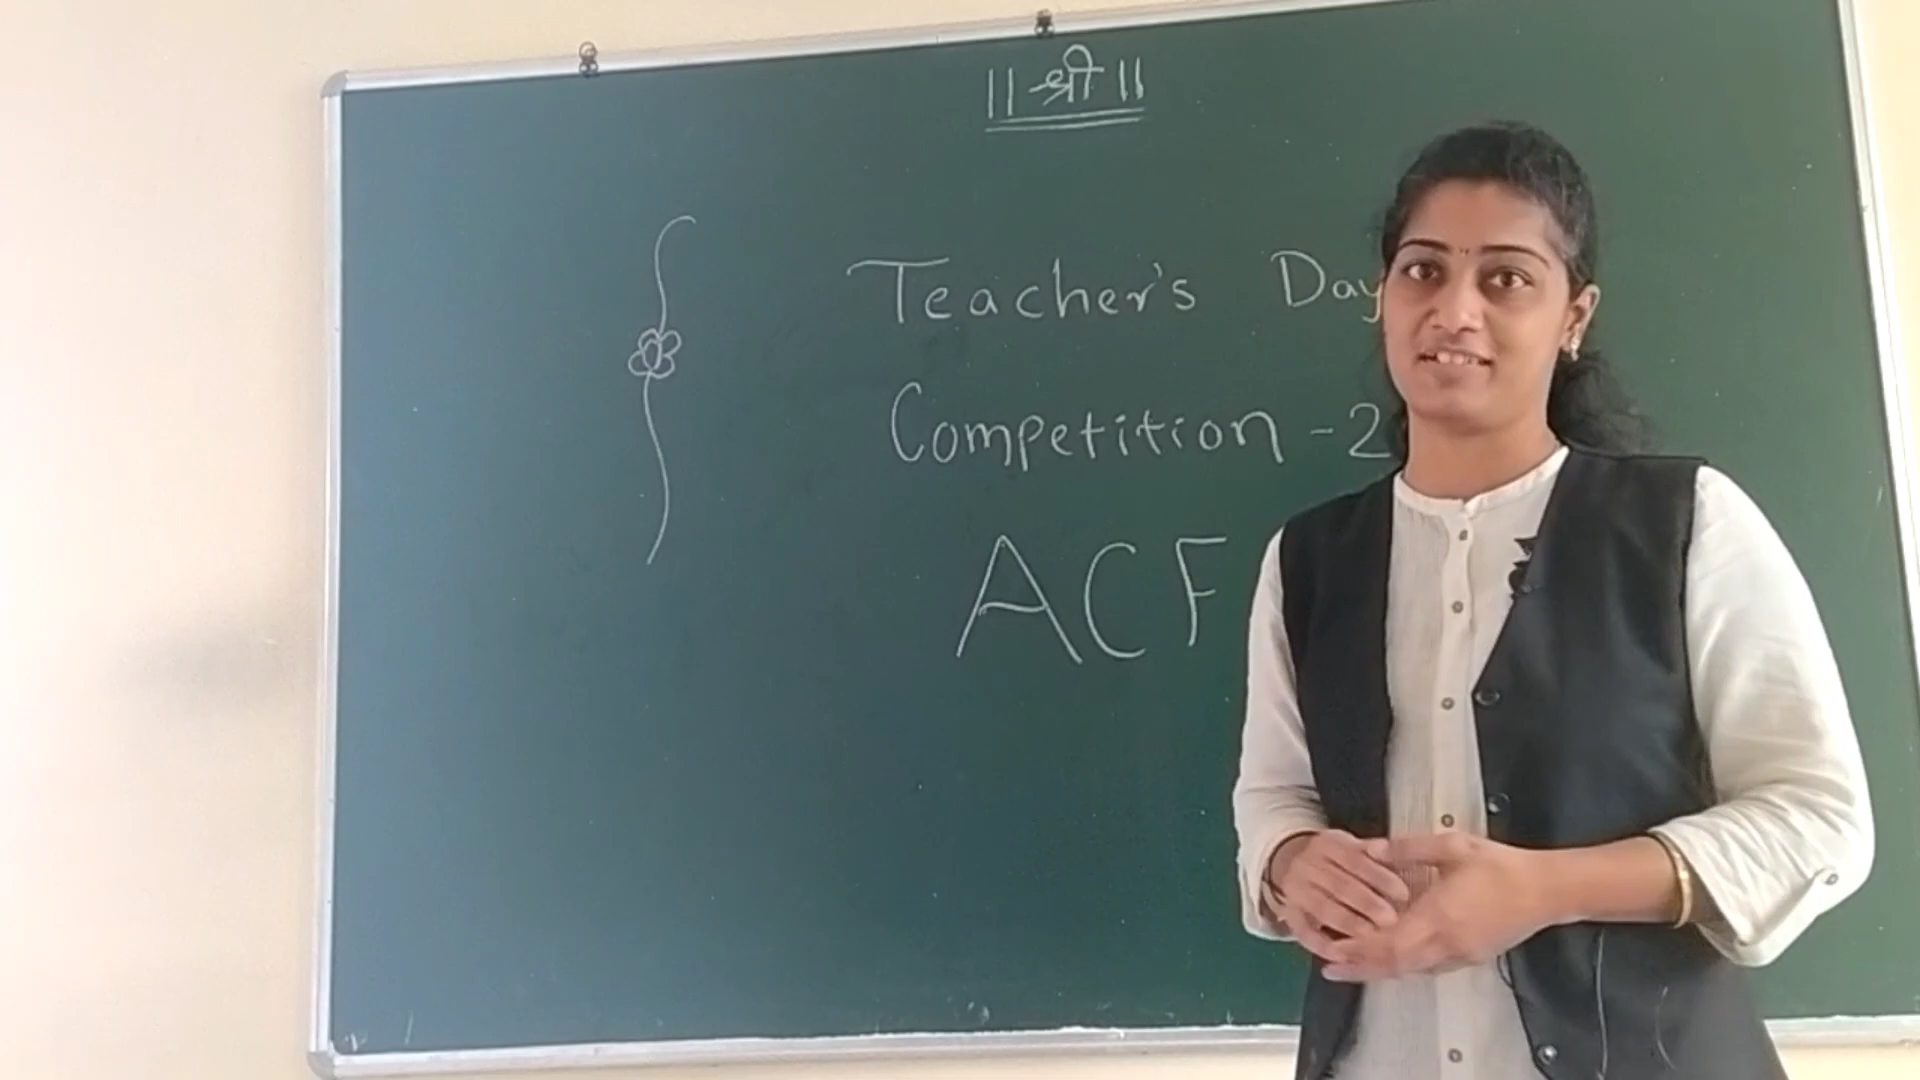 ॥ श्री ॥
Teacher's Day
Competition - 2
ACF